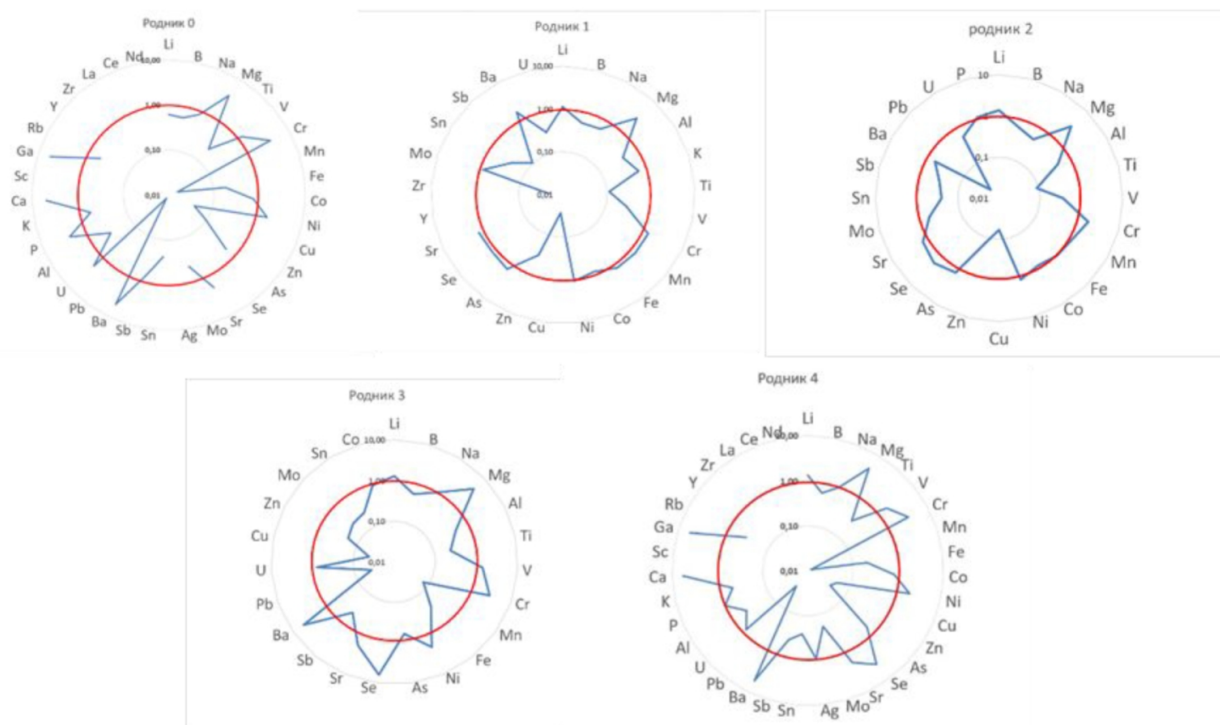 Родник 0
Li
B
Na
Mg
Ti
V
Cr
Mn
Fe
Co
Ni
Cu
Zn
As
Se
Sr
Mo
Ag
Sn
Sb
Ba
Pb
U
Al
P
K
Ca
Sc
Ga
Rb
Y
Zr
La
Ce
Nd
10,00
1,00
0,10
0,01
Родник 1
Li
B
Na
Mg
Al
K
Ti
V
Cr
Mn
Fe
Co
Ni
Cu
Zn
As
Se
Sr
Y
Zr
Mo
Sn
Sb
Ba
U
10,00
1,00
0,10
0,01
родник 2
Li
B
Na
Mg
Al
Ti
V
Cr
Mn
Fe
Co
Ni
Cu
Zn
As
Se
Sr
Mo
Sn
Sb
Ba
Pb
U
P
10
0,1
0,01
Родник 3
Li
B
Na
Mg
Al
Ti
V
Cr
Mn
Fe
Ni
As
Se
Sr
Sb
Ba
Pb
U
Cu
Zn
Mo
Sn
Co
10,00
1,00
0,10
0,01
Родник 4
Li
B
Na
Mg
Ti
V
Cr
Mn
Fe
Co
Ni
Cu
Zn
As
Se
Sr
Mo
Ag
Sn
Sb
Ba
Pb
U
Al
P
K
Ca
Sc
Ga
Rb
Y
Zr
La
Ce
Nd
1,00
0,10
0,01